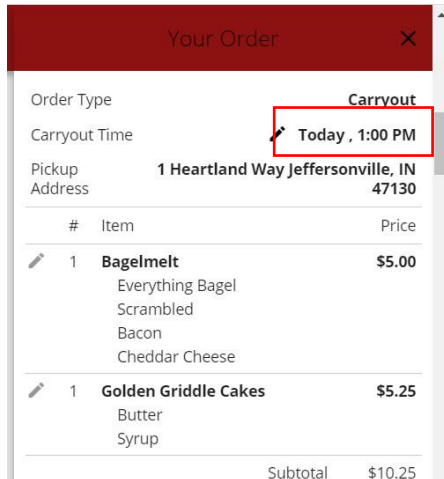 Your Order
Order Type Carryout
Carryout Time Today , 1:00 PM
Pickup Address 1 Heartland Way Jeffersonville, IN 47130
# Item Price
1 Bagelmelt $5.00
Everything Bagel
Scrambled
Bacon
Cheddar Cheese
1 Golden Griddle Cakes $5.25
Butter
Syrup
Subtotal $10.25